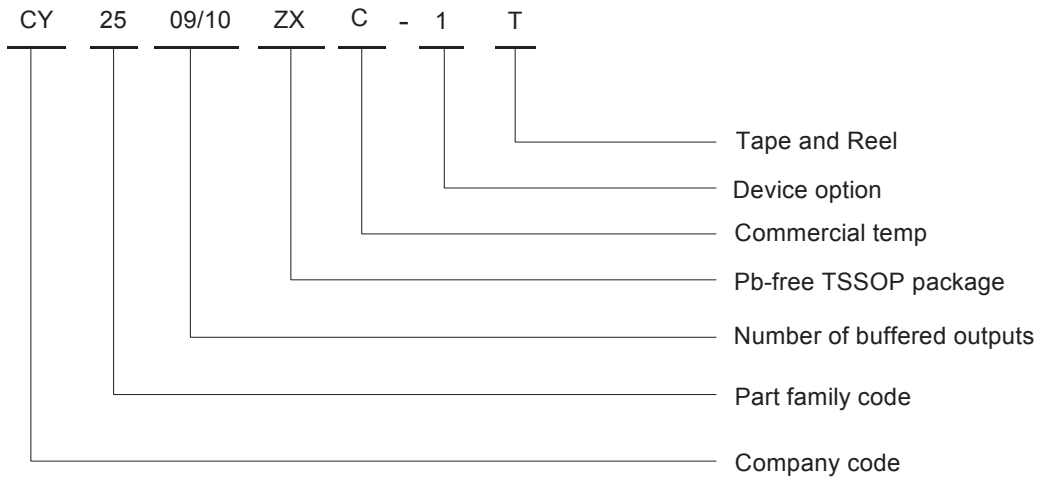 CY 25 09/10 ZX C - 1 T
Tape and Reel
Device option
Commercial temp
Pb-free TSSOP package
Number of buffered outputs
Part family code
Company code